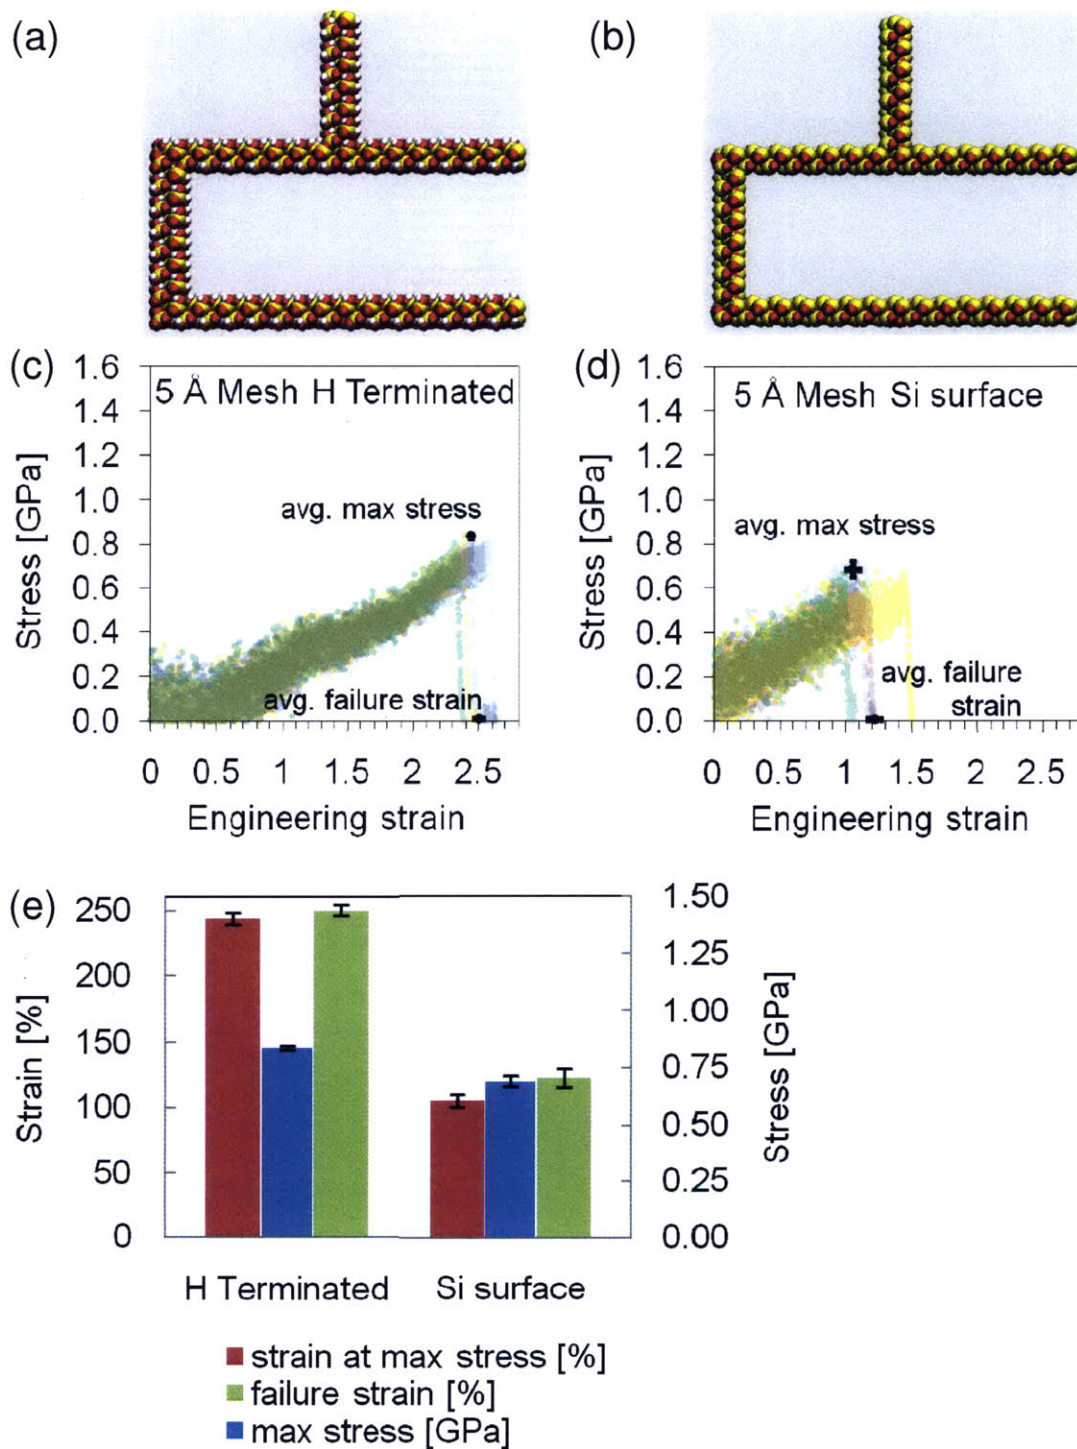 (a)
(b)
(c)
5 Å Mesh H Terminated
Stress [GPa]
1.6
1.4
1.2
1.0
0.8
0.6
0.4
0.2
0.0
avg. max stress
avg. failure strain
0 0.5 1 1.5 2 2.5
Engineering strain
(d)
5 Å Mesh Si surface
Stress [GPa]
1.6
1.4
1.2
1.0
0.8
0.6
0.4
0.2
0.0
avg. max stress
avg. failure
strain
0 0.5 1 1.5 2 2.5
Engineering strain
(e)
Strain [%]
250
200
150
100
50
0
1.50
1.25
1.00
0.75
0.50
0.25
0.00
Stress [GPa]
H Terminated
Si surface
strain at max stress [%]
failure strain [%]
max stress [GPa]